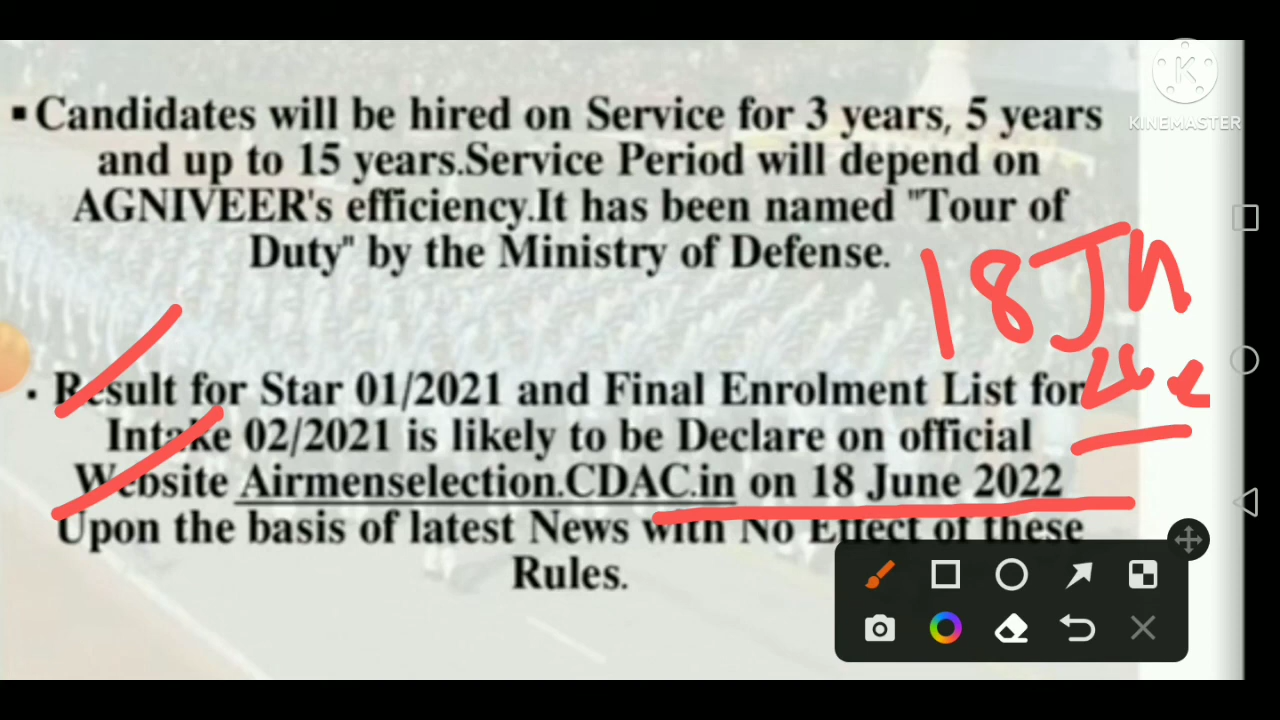 KINEMASTER
▪ Candidates will be hired on Service for 3 years, 5 years
and up to 15 years.Service Period will depend on
AGNIVEER's efficiency.It has been named "Tour of
Duty" by the Ministry of Defense.
18 June
· Result for Star 01/2021 and Final Enrolment List for
Intake 02/2021 is likely to be Declare on official
Website Airmenselection.CDAC.in on 18 June 2022
Upon the basis of latest News with No Effect of these
Rules.